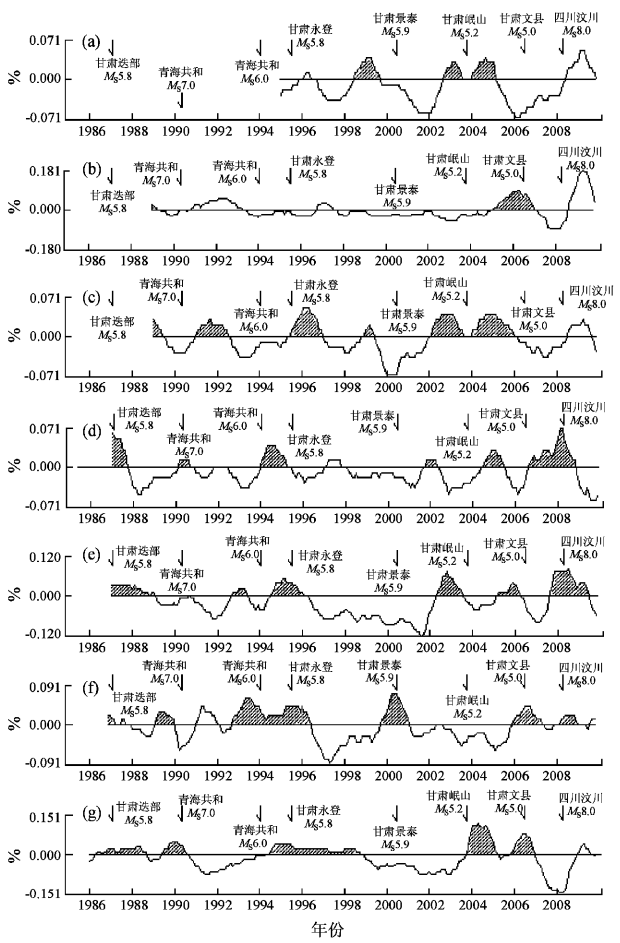 甘肃永登 甘肃景泰 甘肃岷山 甘肃文县 四川汶川
0.071 (a) Ms5.8 Ms5.9 Ms5.2 Ms5.0 Ms8.0
甘肃迭部 青海共和 青海共和
% 0.000 Ms5.8 Ms7.0 Ms6.0
-0.071
1986 1988 1990 1992 1994 1996 1998 2000 2002 2004 2006 2008
0.181 (b) 青海共和 青海共和 甘肃永登 甘肃岷山 甘肃文县 四川汶川
Ms7.0 Ms6.0 Ms5.8 Ms5.2 Ms5.0 Ms8.0
% 0.000 甘肃迭部 甘肃景泰
Ms5.8 Ms5.9
-0.180
1986 1988 1990 1992 1994 1996 1998 2000 2002 2004 2006 2008
青海共和 甘肃永登 甘肃岷山 四川汶川
0.071 (c) Ms7.0 Ms5.8 Ms5.2 Ms8.0
甘肃迭部 青海共和 甘肃景泰 甘肃文县
% 0.000 Ms5.8 Ms6.0 Ms5.9 Ms5.0
-0.071
1986 1988 1990 1992 1994 1996 1998 2000 2002 2004 2006 2008
甘肃迭部 青海共和 甘肃景泰 甘肃文县 四川汶川
0.071 (d) Ms5.8 Ms6.0 Ms5.9 Ms5.0 Ms8.0
青海共和 甘肃永登 甘肃岷山
% 0.000 Ms7.0 Ms5.8 Ms5.2
-0.071
1986 1988 1990 1992 1994 1996 1998 2000 2002 2004 2006 2008
0.120 (e) 甘肃迭部 青海共和 甘肃永登 甘肃岷山 甘肃文县 四川汶川
Ms5.8 Ms6.0 Ms5.8 Ms5.2 Ms5.0 Ms8.0
青海共和 甘肃景泰
% 0.000 Ms7.0 Ms5.9
-0.120
1986 1988 1990 1992 1994 1996 1998 2000 2002 2004 2006 2008
青海共和 青海共和 甘肃永登 甘肃景泰 甘肃文县 四川汶川
0.091 (f) Ms7.0 Ms6.0 Ms5.8 Ms5.9 Ms5.0 Ms8.0
甘肃迭部 甘肃岷山
% 0.000 Ms5.8 Ms5.2
-0.091
1986 1988 1990 1992 1994 1996 1998 2000 2002 2004 2006 2008
0.151 (g) 甘肃迭部 青海共和 甘肃永登 甘肃岷山 甘肃文县 四川汶川
Ms5.8 Ms7.0 Ms5.8 Ms5.2 Ms5.0 Ms8.0
青海共和 甘肃景泰
% 0.000 Ms6.0 Ms5.9
-0.151
1986 1988 1990 1992 1994 1996 1998 2000 2002 2004 2006 2008
年份